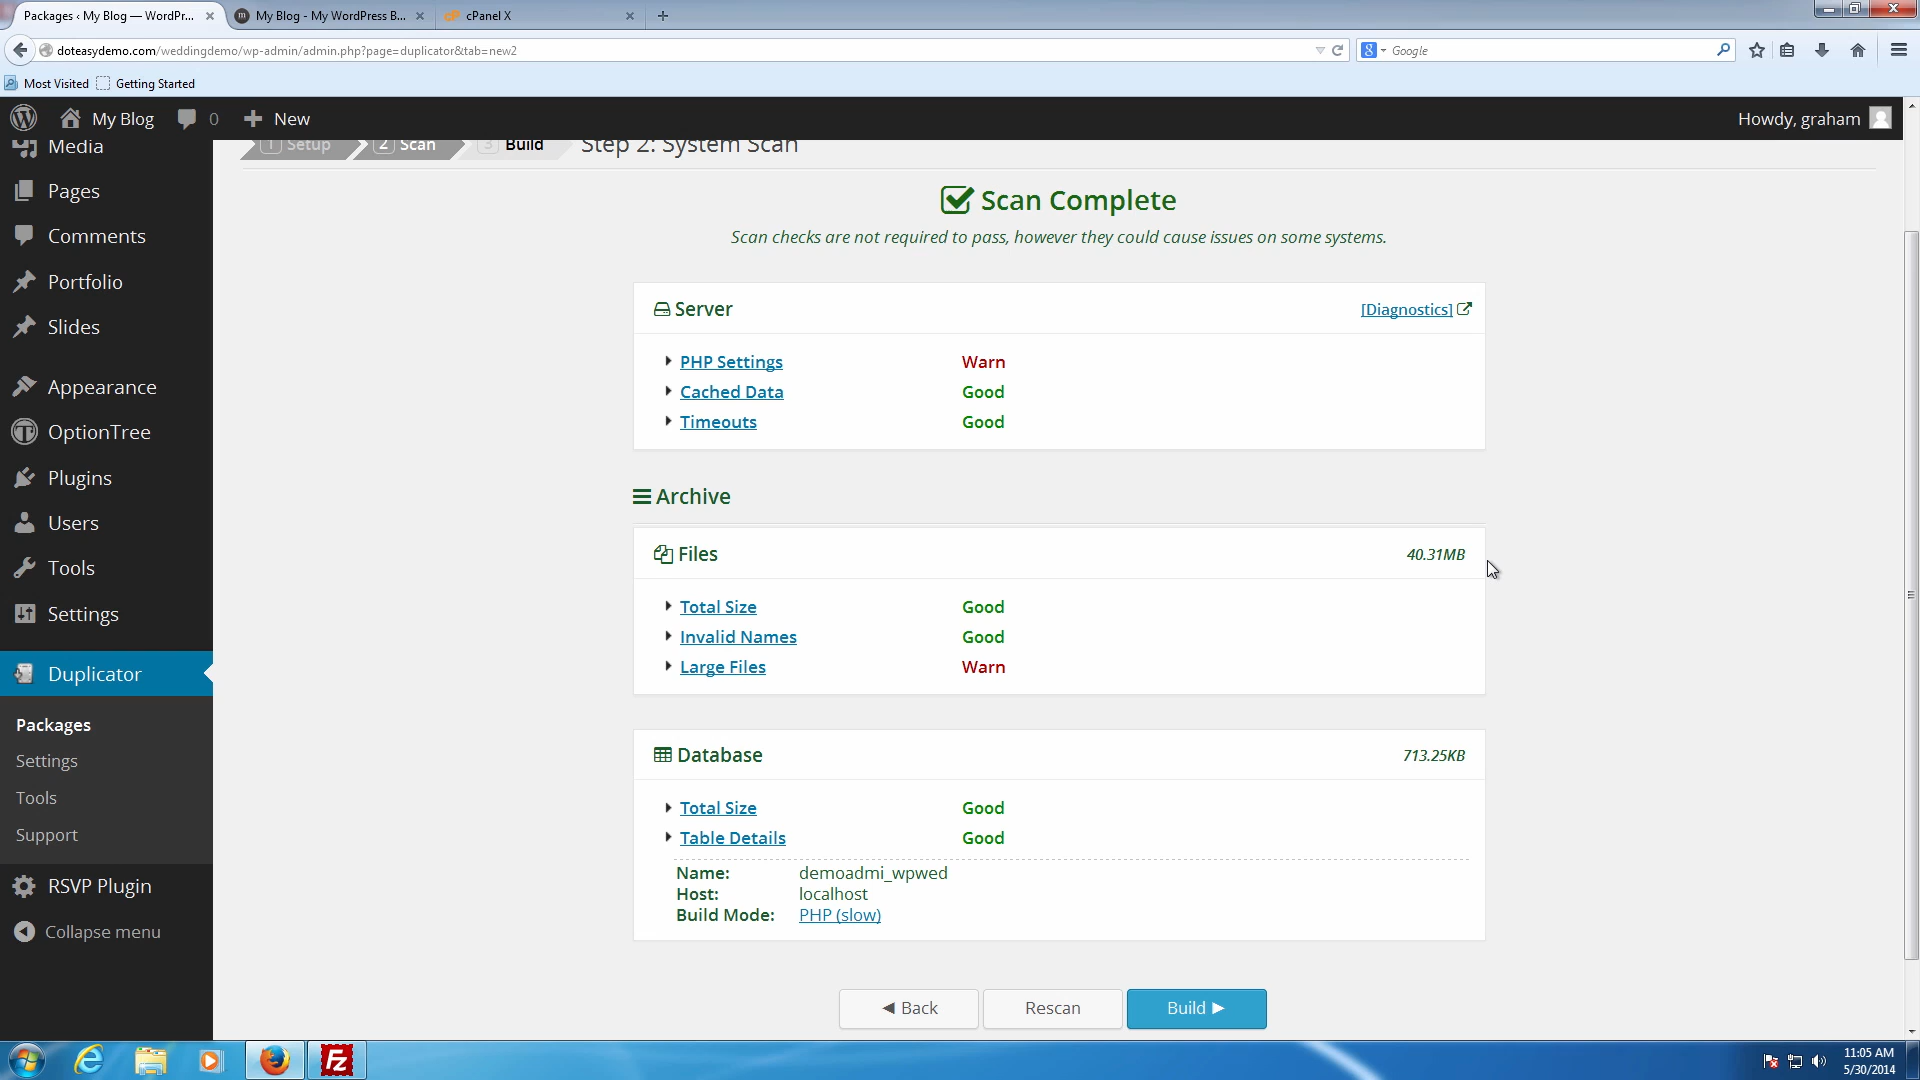 Packages ‹ My Blog — WordPr...
My Blog - My WordPress B...
cPanel X
doteasydemo.com/weddingdemo/wp-admin/admin.php?page=duplicator&tab=new2
Google
Most Visited
Getting Started
My Blog
0
New
Howdy, graham
Media
Pages
Comments
Portfolio
Slides
Appearance
OptionTree
Plugins
Users
Tools
Settings
Duplicator
Packages
Settings
Tools
Support
RSVP Plugin
Collapse menu
1 Setup
2 Scan
3 Build
Step 2: System Scan
Scan Complete
Scan checks are not required to pass, however they could cause issues on some systems.
Server
[Diagnostics]
PHP Settings Warn
Cached Data Good
Timeouts Good
Archive
Files 40.31MB
Total Size Good
Invalid Names Good
Large Files Warn
Database 713.25KB
Total Size Good
Table Details Good
Name: demoadmi_wpwed
Host: localhost
Build Mode: PHP (slow)
Back
Rescan
Build
11:05 AM
5/30/2014